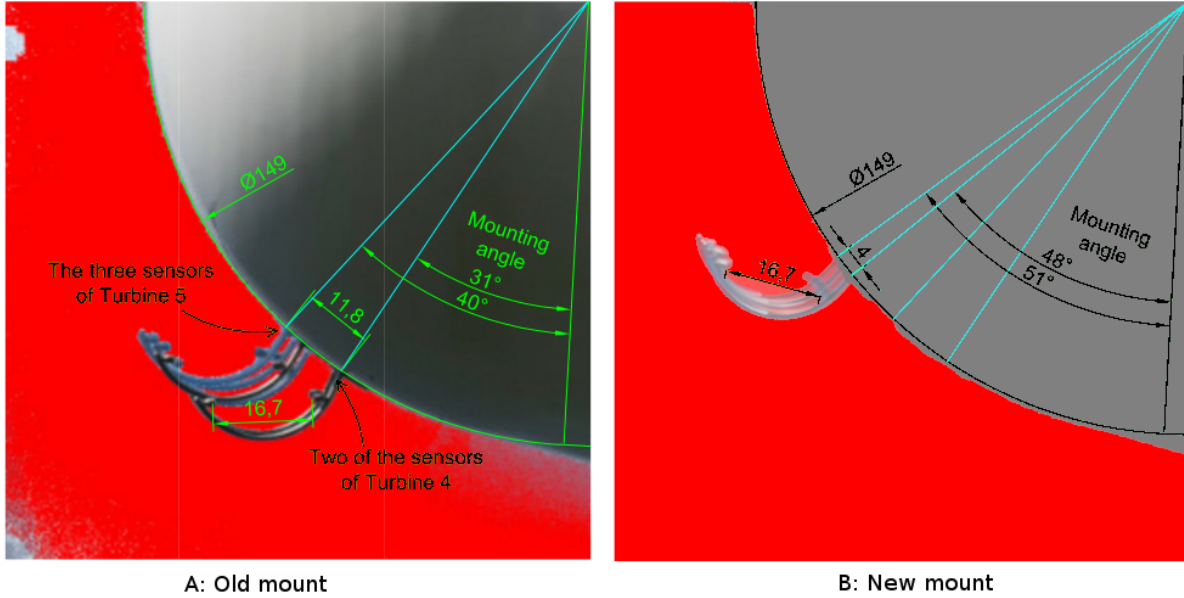 Ø149
Mounting
angle
31°
40°
11,8
The three sensors
of Turbine 5
16,7
Two of the sensors
of Turbine 4
A: Old mount
Ø149
Mounting
angle
48°
51°
4
16,7
B: New mount